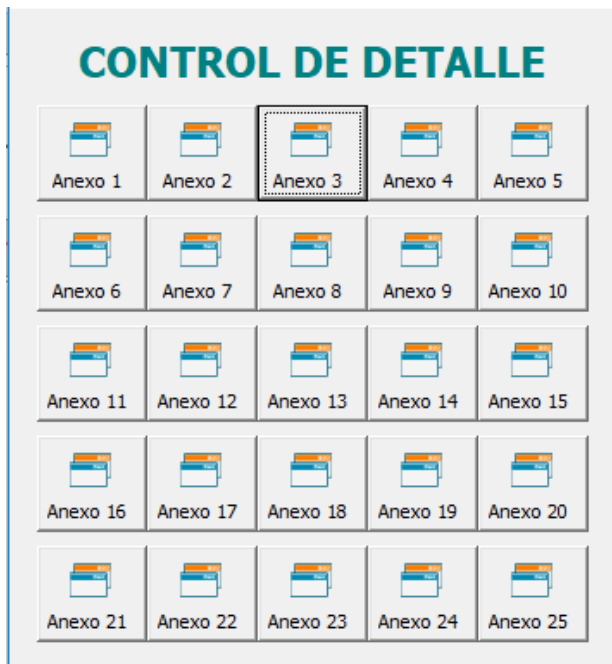 CONTROL DE DETALLE
Anexo 1 Anexo 2 Anexo 3 Anexo 4 Anexo 5
Anexo 6 Anexo 7 Anexo 8 Anexo 9 Anexo 10
Anexo 11 Anexo 12 Anexo 13 Anexo 14 Anexo 15
Anexo 16 Anexo 17 Anexo 18 Anexo 19 Anexo 20
Anexo 21 Anexo 22 Anexo 23 Anexo 24 Anexo 25